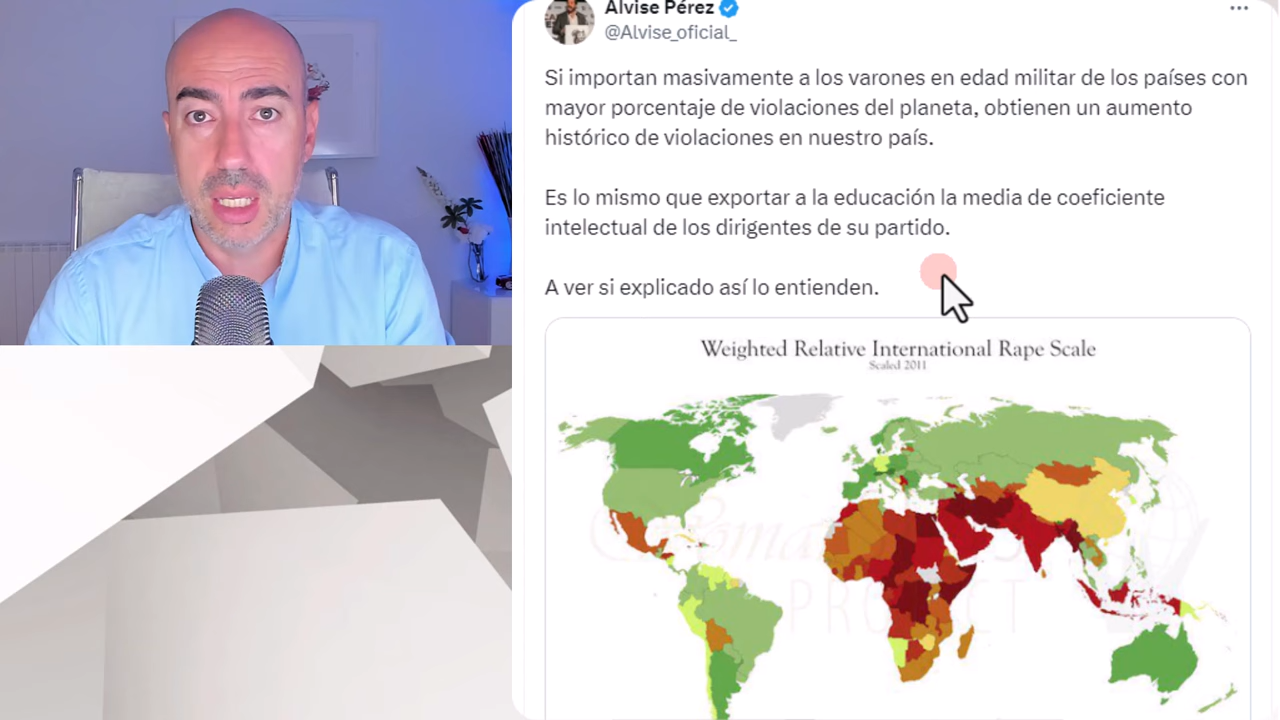 Alvise Pérez
@Alvise_oficial_
Si importan masivamente a los varones en edad militar de los países con
mayor porcentaje de violaciones del planeta, obtienen un aumento
histórico de violaciones en nuestro país.
Es lo mismo que exportar a la educación la media de coeficiente
intelectual de los dirigentes de su partido.
A ver si explicado así lo entienden.
Weighted Relative International Rape Scale
Scaled 2011